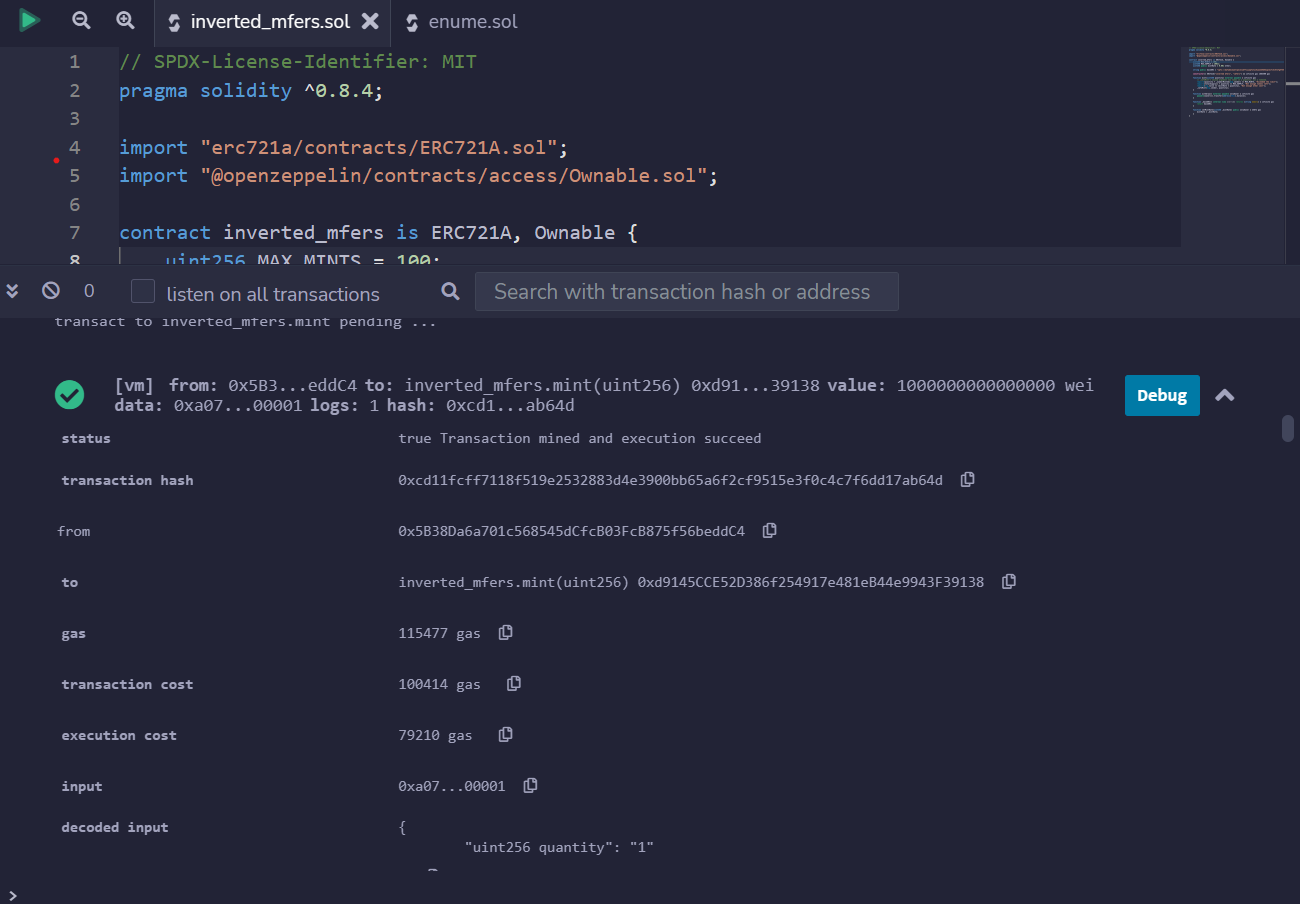 inverted_mfers.sol
enume.sol
1 // SPDX-License-Identifier: MIT
2 pragma solidity ^0.8.4;
3
4 import "erc721a/contracts/ERC721A.sol";
5 import "@openzeppelin/contracts/access/Ownable.sol";
6
7 contract inverted_mfers is ERC721A, Ownable {
8 uint256 MAX_MINTS = 100;
0 listen on all transactions Search with transaction hash or address
transact to inverted_mfers.mint pending ...
[vm] from: 0x5B3...eddC4 to: inverted_mfers.mint(uint256) 0xd91...39138 value: 1000000000000000 wei
data: 0xa07...00001 logs: 1 hash: 0xcd1...ab64d
Debug
status true Transaction mined and execution succeed
transaction hash 0xcd11fcff7118f519e2532883d4e3900bb65a6f2cf9515e3f0c4c7f6dd17ab64d
from 0x5B38Da6a701c568545dCfcB03FcB875f56beddC4
to inverted_mfers.mint(uint256) 0xd9145CCE52D386f254917e481eB44e9943F39138
gas 115477 gas
transaction cost 100414 gas
execution cost 79210 gas
input 0xa07...00001
decoded input {
"uint256 quantity": "1"
>